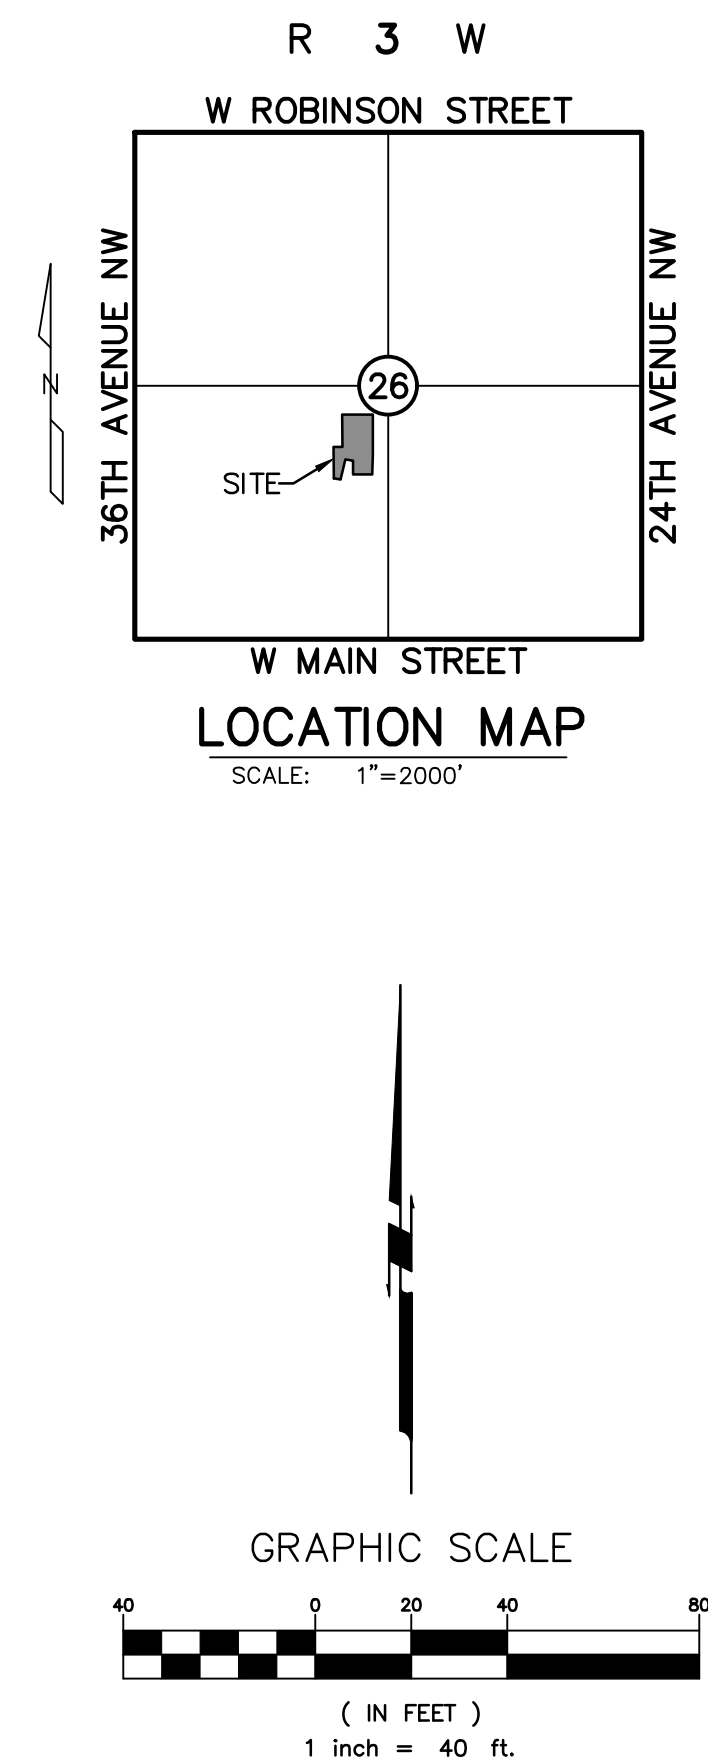 R 3 W
W ROBINSON STREET
36TH AVENUE NW
24TH AVENUE NW
N
26
SITE
W MAIN STREET
LOCATION MAP
SCALE: 1"=2000'
GRAPHIC SCALE
40 0 20 40 80
( IN FEET )
1 inch = 40 ft.